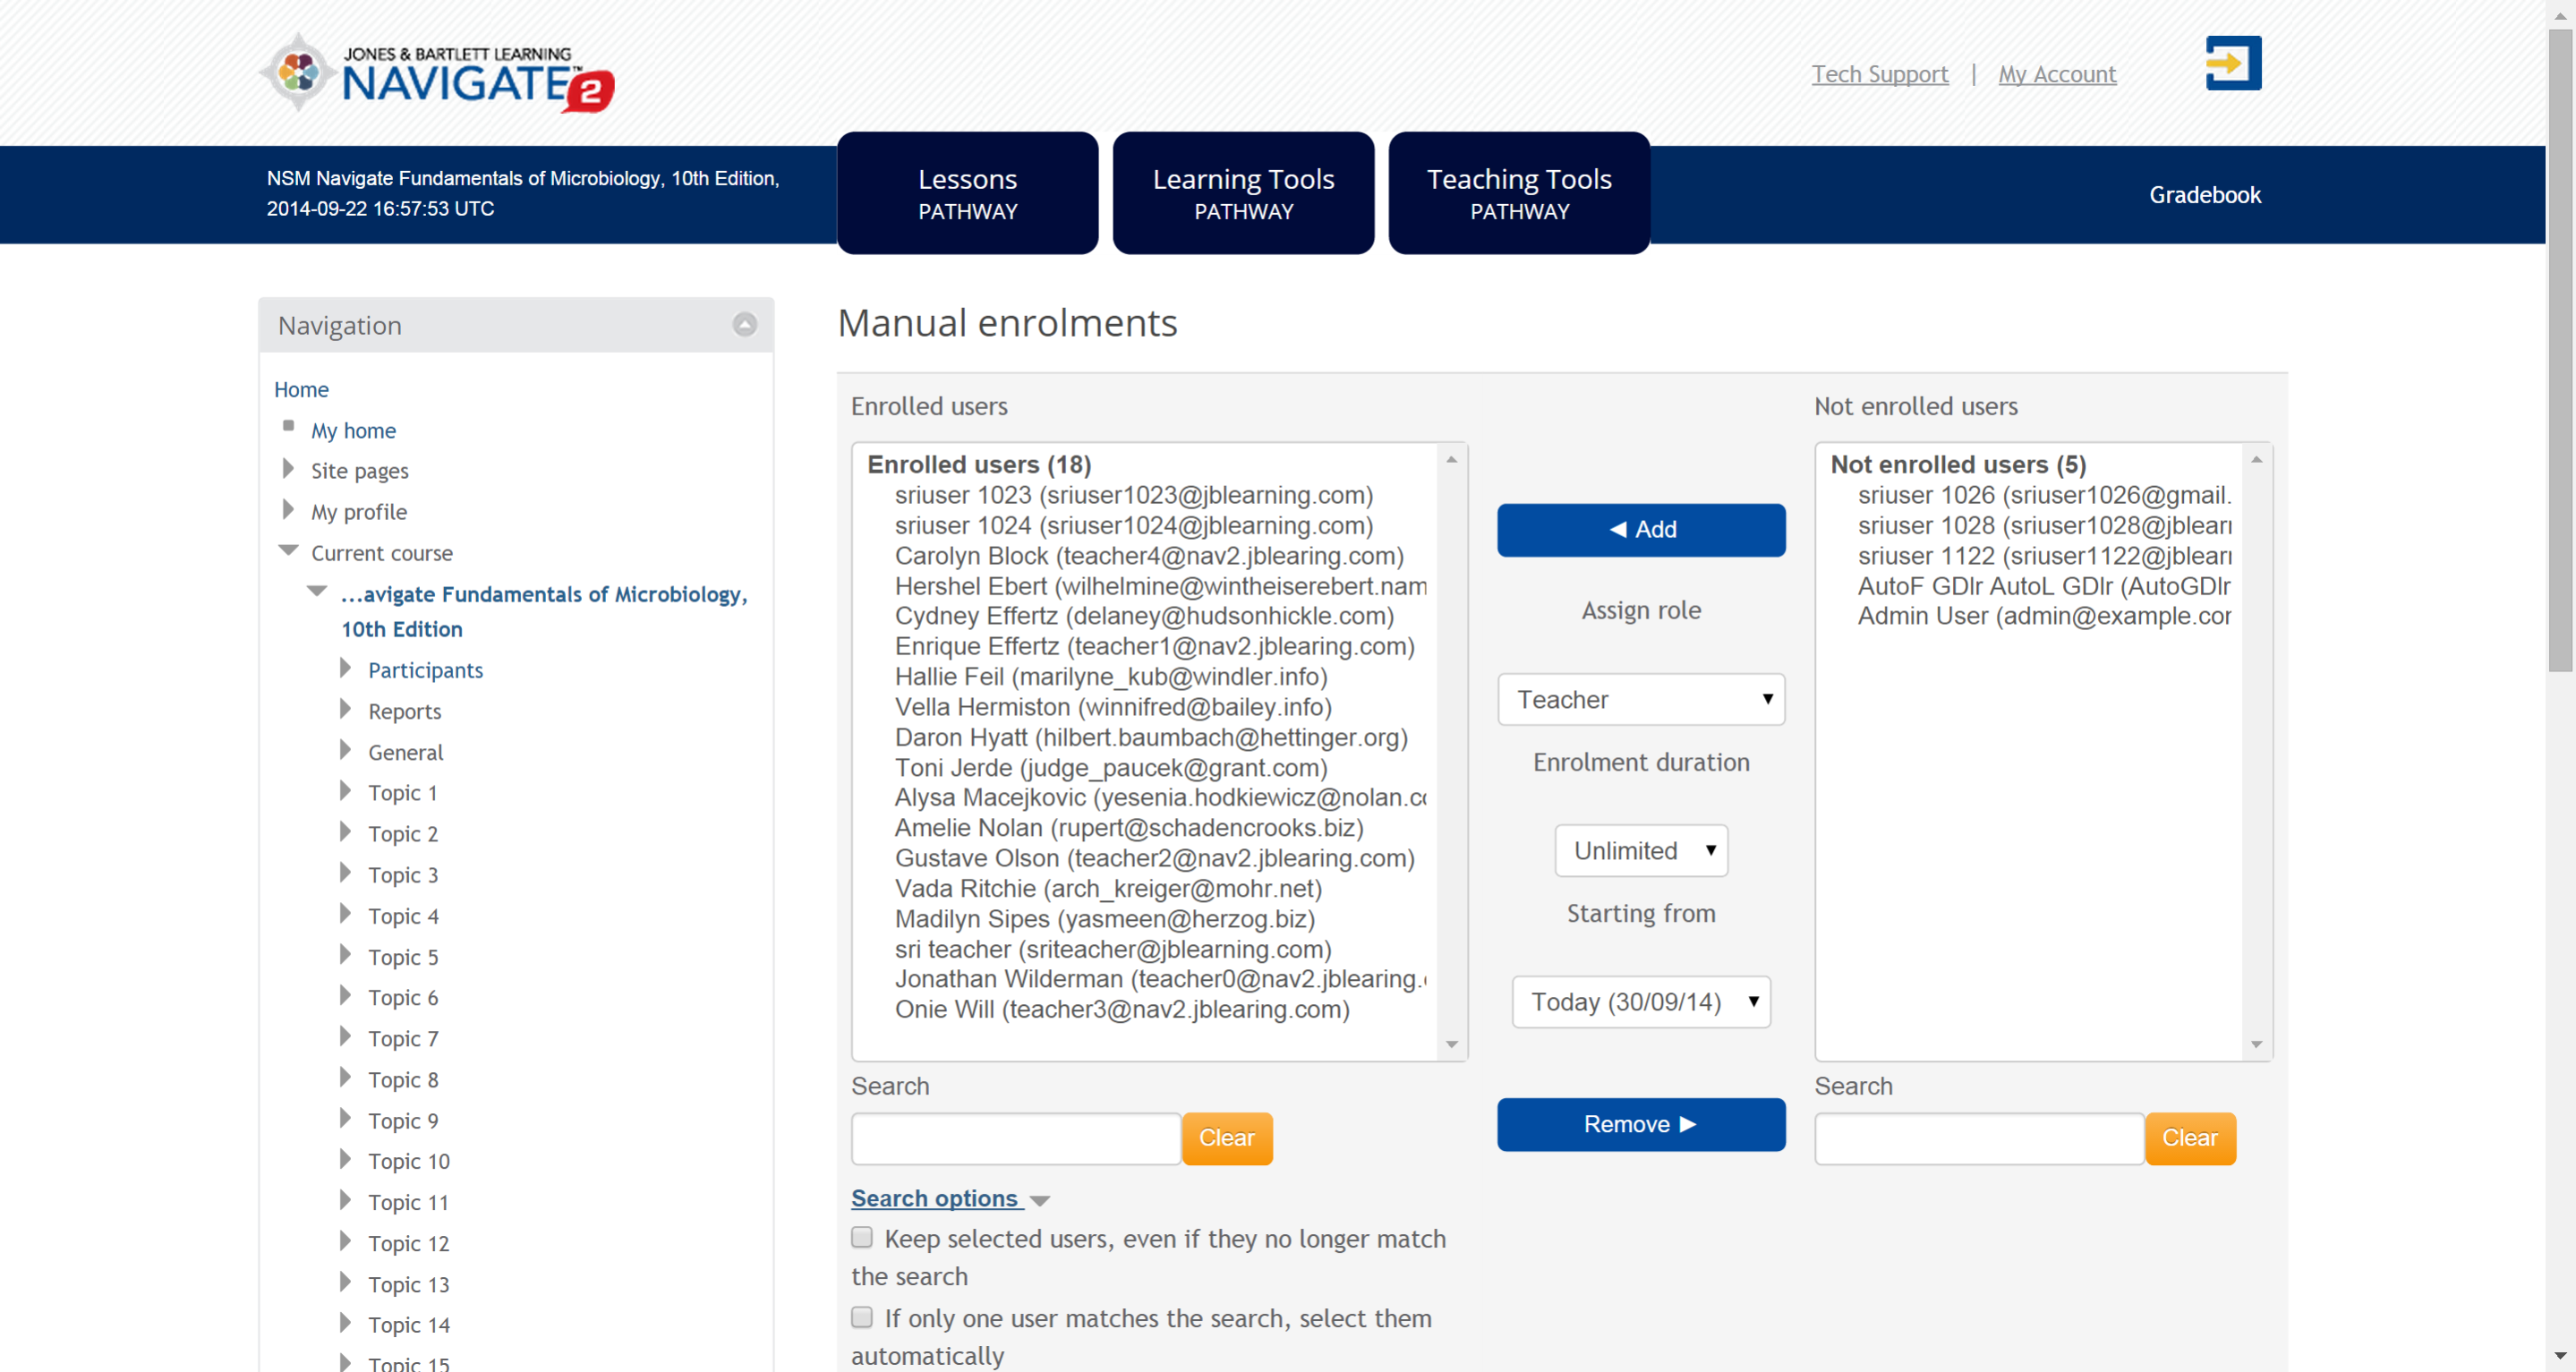 JONES & BARTLETT LEARNING
NAVIGATE 2
™
Tech Support | My Account
NSM Navigate Fundamentals of Microbiology, 10th Edition,
2014-09-22 16:57:53 UTC
Lessons
PATHWAY
Learning Tools
PATHWAY
Teaching Tools
PATHWAY
Gradebook
Navigation
Home
My home
Site pages
My profile
Current course
...avigate Fundamentals of Microbiology,
10th Edition
Participants
Reports
General
Topic 1
Topic 2
Topic 3
Topic 4
Topic 5
Topic 6
Topic 7
Topic 8
Topic 9
Topic 10
Topic 11
Topic 12
Topic 13
Topic 14
Topic 15
Manual enrolments
Enrolled users
Enrolled users (18)
sriuser 1023 (sriuser1023@jblearning.com)
sriuser 1024 (sriuser1024@jblearning.com)
Carolyn Block (teacher4@nav2.jblearing.com)
Hershel Ebert (wilhelmine@wintheiserebert.nam
Cydney Effertz (delaney@hudsonhickle.com)
Enrique Effertz (teacher1@nav2.jblearing.com)
Hallie Feil (marilyne_kub@windler.info)
Vella Hermiston (winnifred@bailey.info)
Daron Hyatt (hilbert.baumbach@hettinger.org)
Toni Jerde (judge_paucek@grant.com)
Alysa Macejkovic (yesenia.hodkiewicz@nolan.co
Amelie Nolan (rupert@schadencrooks.biz)
Gustave Olson (teacher2@nav2.jblearing.com)
Vada Ritchie (arch_kreiger@mohr.net)
Madilyn Sipes (yasmeen@herzog.biz)
sri teacher (sriteacher@jblearning.com)
Jonathan Wilderman (teacher0@nav2.jblearing.
Onie Will (teacher3@nav2.jblearing.com)
Search
Clear
Search options
Keep selected users, even if they no longer match
the search
If only one user matches the search, select them
automatically
◄ Add
Assign role
Teacher
Enrolment duration
Unlimited
Starting from
Today (30/09/14)
Remove ►
Not enrolled users
Not enrolled users (5)
sriuser 1026 (sriuser1026@gmail.
sriuser 1028 (sriuser1028@jblearn
sriuser 1122 (sriuser1122@jblearn
AutoF GDlr AutoL GDlr (AutoGDlr
Admin User (admin@example.cor
Search
Clear